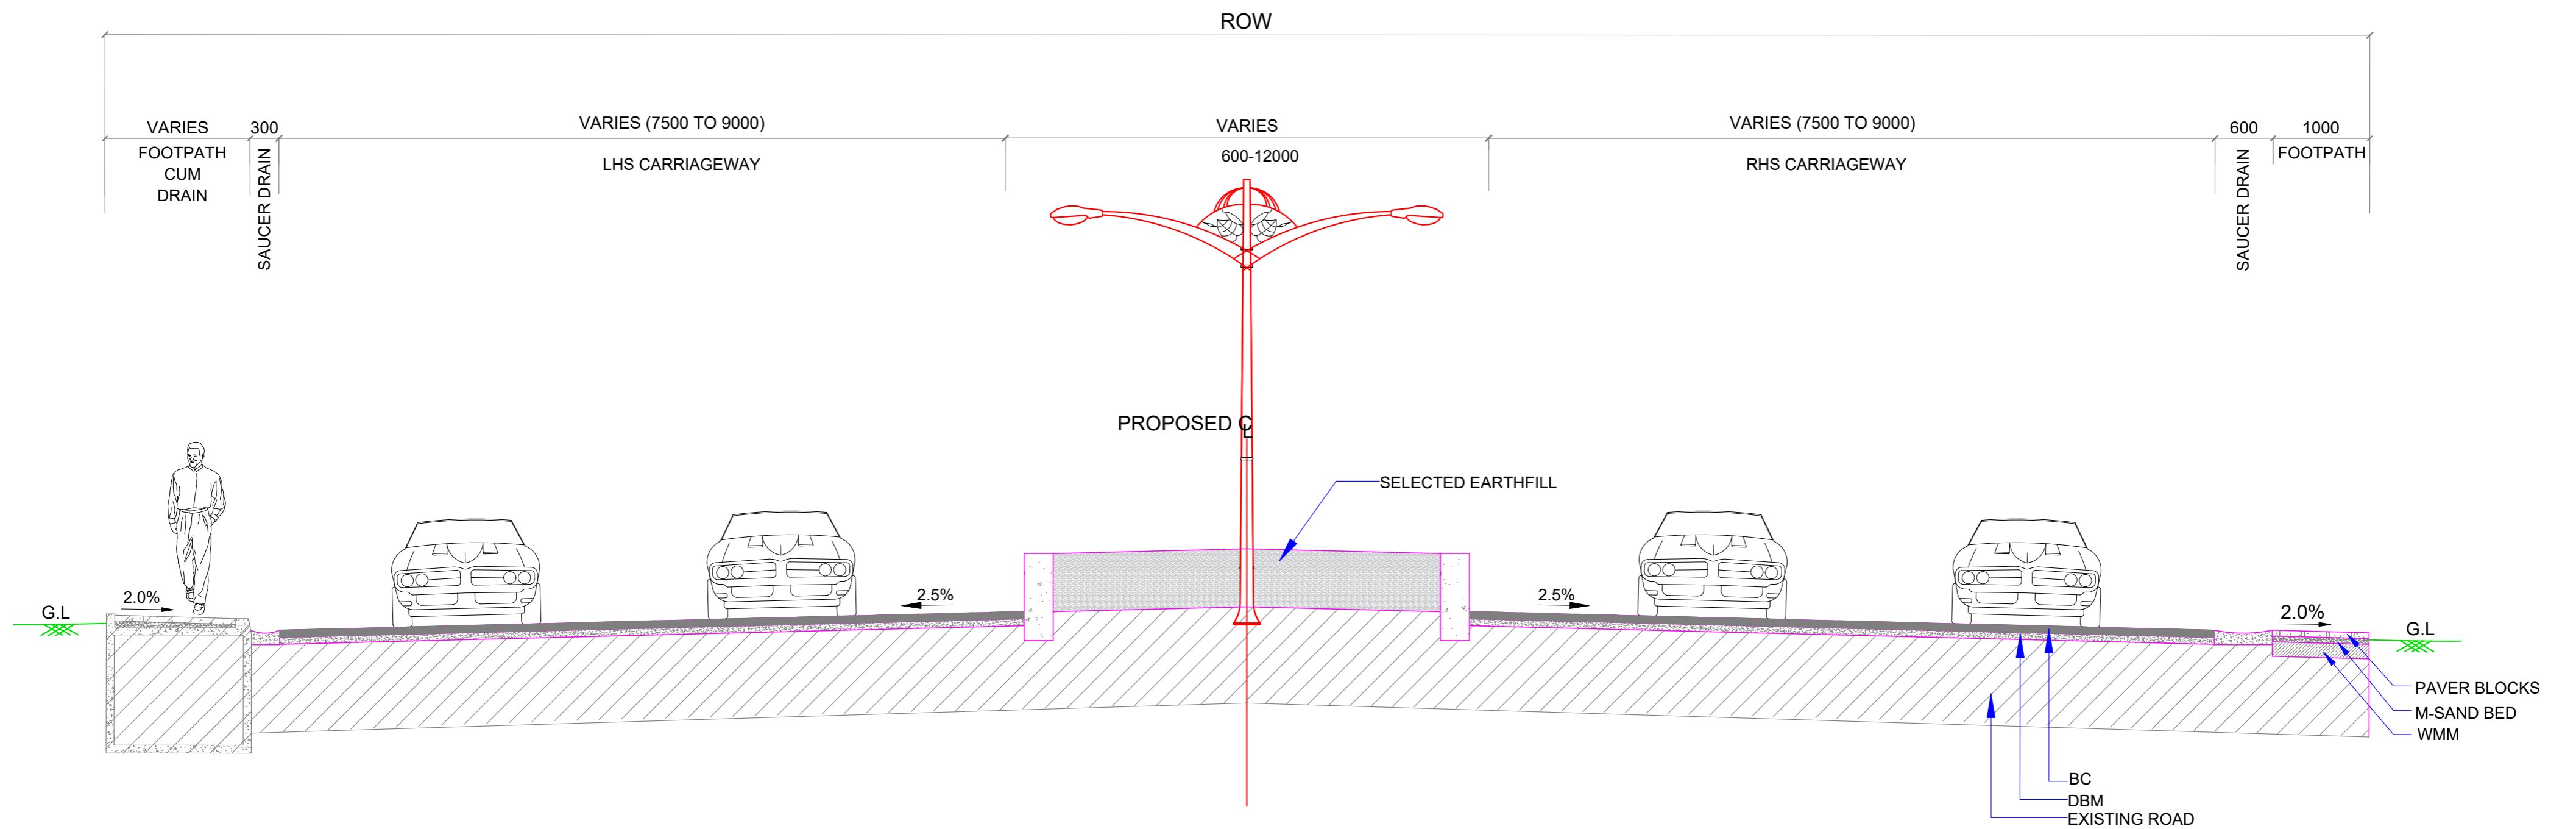 ROW
VARIES
300
VARIES (7500 TO 9000)
VARIES
VARIES (7500 TO 9000)
600
1000
FOOTPATH
CUM
DRAIN
SAUCER DRAIN
LHS CARRIAGEWAY
600-12000
RHS CARRIAGEWAY
SAUCER DRAIN
FOOTPATH
PROPOSED ℄
SELECTED EARTHFILL
G.L
2.0%
2.5%
2.5%
2.0%
G.L
PAVER BLOCKS
M-SAND BED
WMM
BC
DBM
EXISTING ROAD